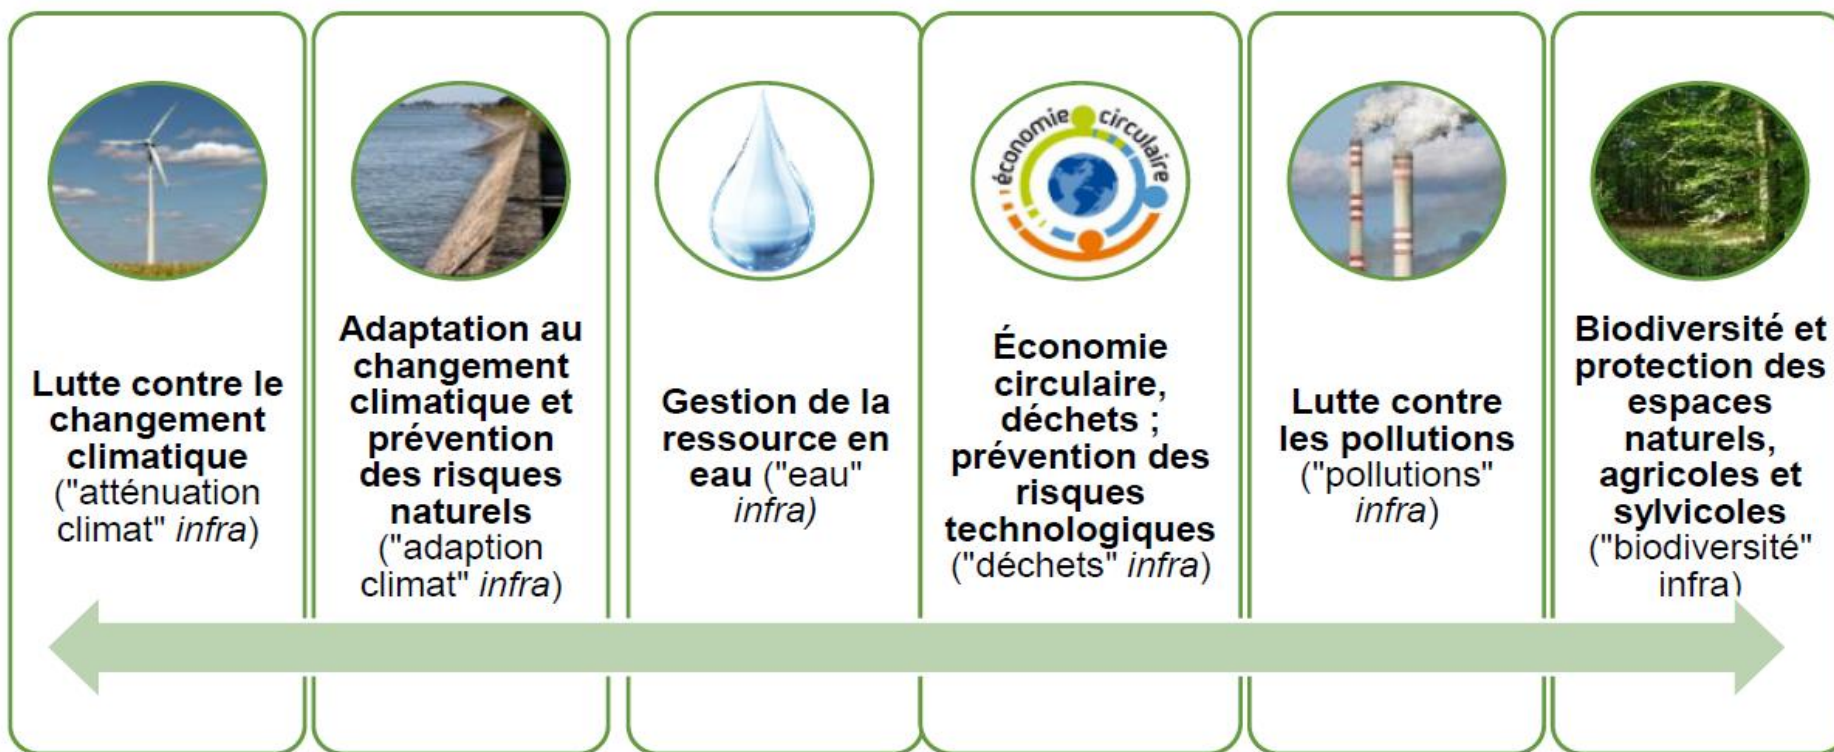 économie circulaire
Lutte contre le
changement
climatique
("atténuation
climat" infra)
Adaptation au
changement
climatique et
prévention
des risques
naturels
("adaption
climat" infra)
Gestion de la
ressource en
eau ("eau"
infra)
Économie
circulaire,
déchets ;
prévention des
risques
technologiques
("déchets" infra)
Lutte contre
les pollutions
("pollutions"
infra)
Biodiversité et
protection des
espaces
naturels,
agricoles et
sylvicoles
("biodiversité"
infra)